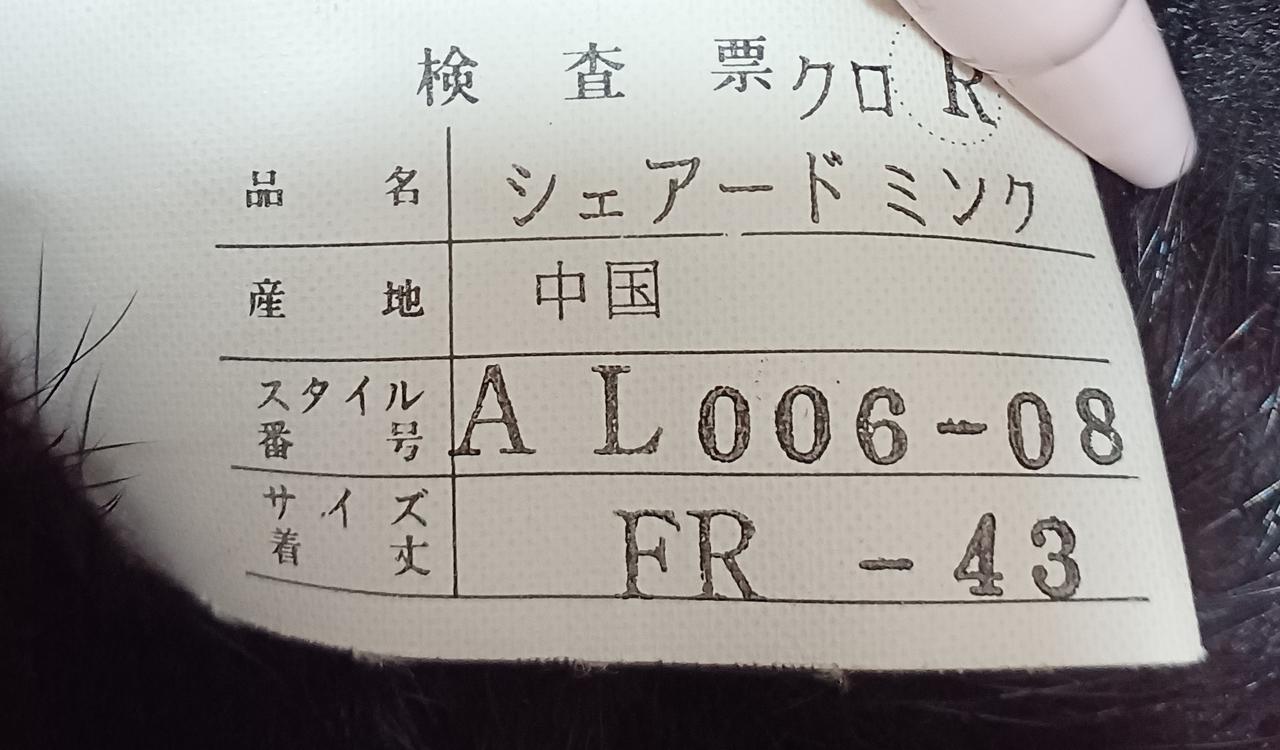 検査票 クロ R
品名 シェアード ミンク
産地 中国
スタイル番号 AL006-08
サイズ着丈 FR -43